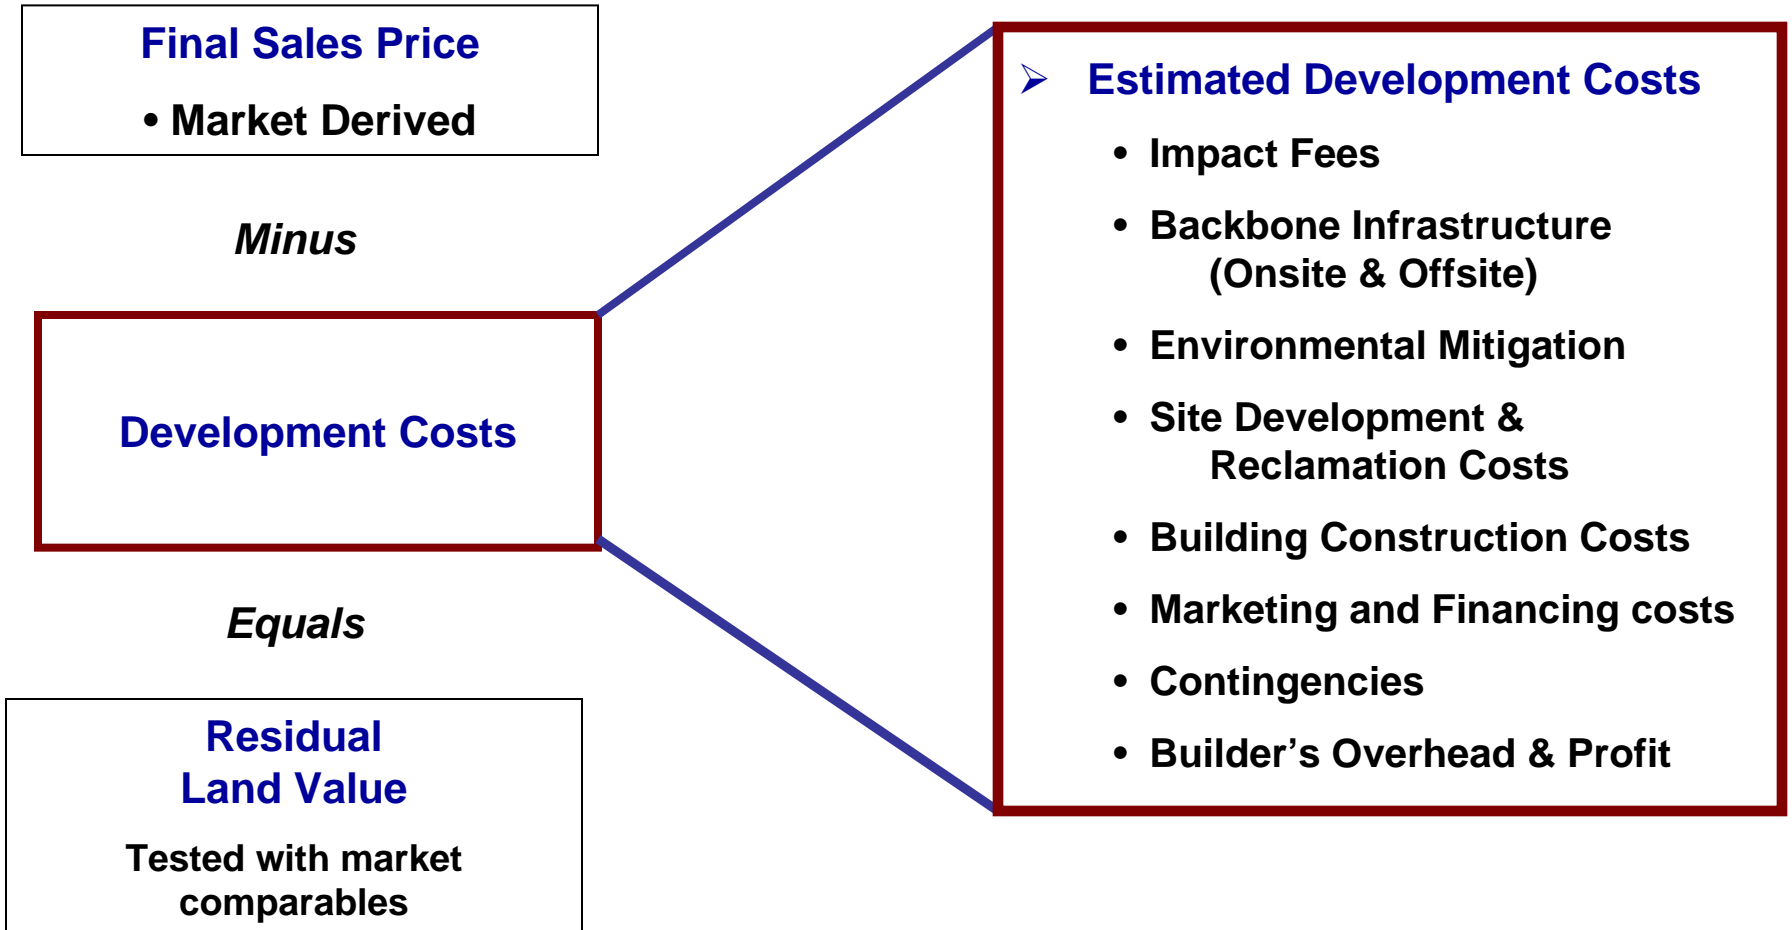 Final Sales Price
• Market Derived
Minus
Development Costs
Equals
Residual
Land Value
Tested with market
comparables
➢ Estimated Development Costs
• Impact Fees
• Backbone Infrastructure
(Onsite & Offsite)
• Environmental Mitigation
• Site Development &
Reclamation Costs
• Building Construction Costs
• Marketing and Financing costs
• Contingencies
• Builder’s Overhead & Profit